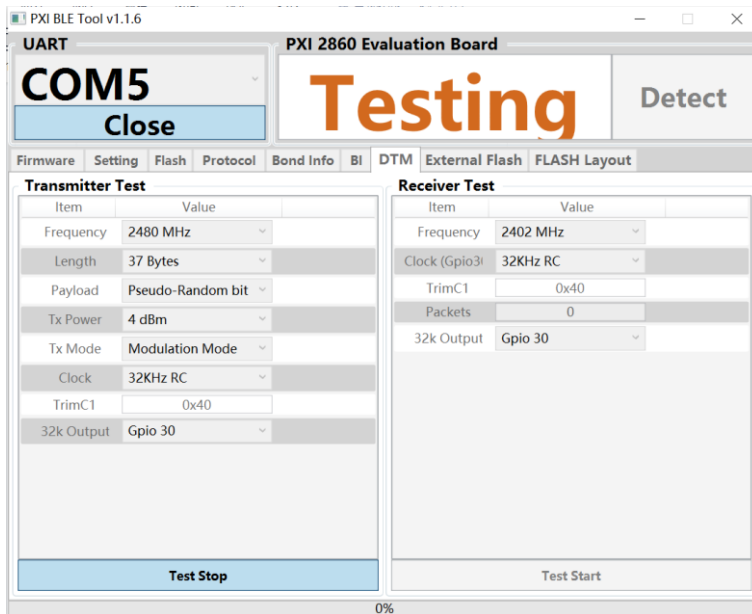 PXI BLE Tool v1.1.6
UART
COM5
Close
PXI 2860 Evaluation Board
Testing
Detect
Firmware Setting Flash Protocol Bond Info BI DTM External Flash FLASH Layout
Transmitter Test
Item Value
Frequency 2480 MHz
Length 37 Bytes
Payload Pseudo-Random bit
Tx Power 4 dBm
Tx Mode Modulation Mode
Clock 32KHz RC
TrimC1 0x40
32k Output Gpio 30
Test Stop
Receiver Test
Item Value
Frequency 2402 MHz
Clock (Gpio3 32KHz RC
TrimC1 0x40
Packets 0
32k Output Gpio 30
Test Start
0%